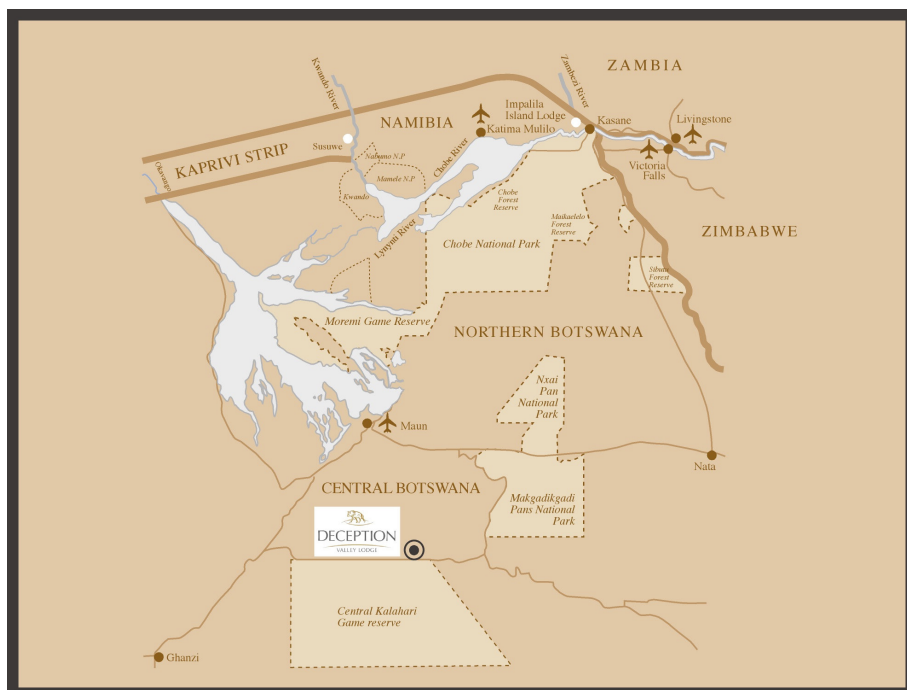 ZAMBIA
Kwando River
Zambezi River
Impalila
Island Lodge
Kasane
Livingstone
NAMIBIA
Katima Mulilo
Susuwe
KAPRIVI STRIP
Chobe River
Victoria
Falls
Okavango
Mamele N.P
Kwando
Chobe
Forest
Reserve
Maikaelelo
Forest
Reserve
ZIMBABWE
Lynyati River
Chobe National Park
Forest
Reserve
Moremi Game Reserve
NORTHERN BOTSWANA
Nxai
Pan
National
Park
Maun
Nata
CENTRAL BOTSWANA
Makgadikgadi
Pans National
Park
DECEPTION
VALLEY LODGE
Central Kalahari
Game reserve
Ghanzi